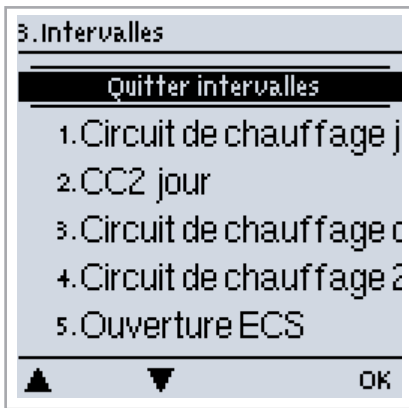 3.Intervalles
Quitter intervalles
1.Circuit de chauffage j
2.CC2 jour
3.Circuit de chauffage c
4.Circuit de chauffage 2
5.Ouverture ECS
OK